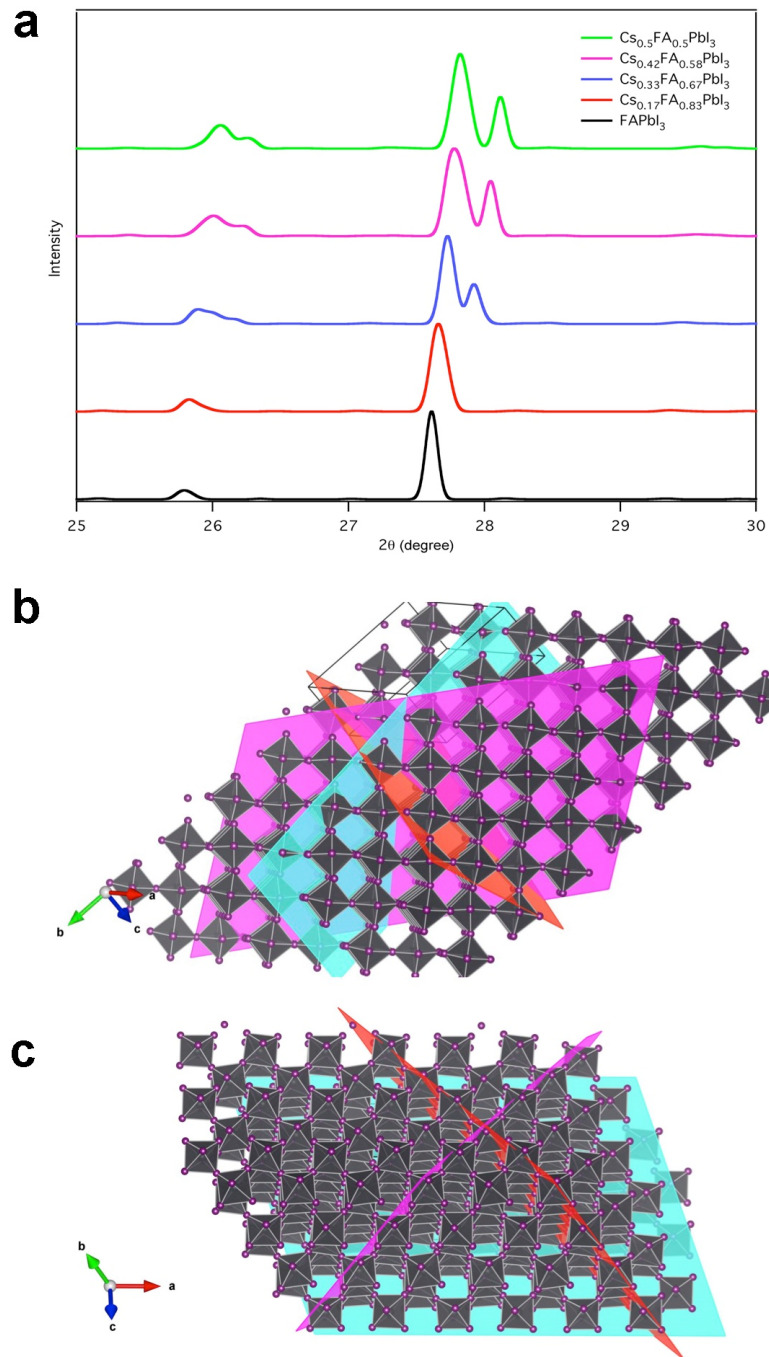 a
Cs0.5FA0.5PbI3
Cs0.42FA0.58PbI3
Cs0.33FA0.67PbI3
Cs0.17FA0.83PbI3
FAPbI3
Intensity
25 26 27 28 29 30
2θ (degree)
b
a
b
c
c
b
a
c